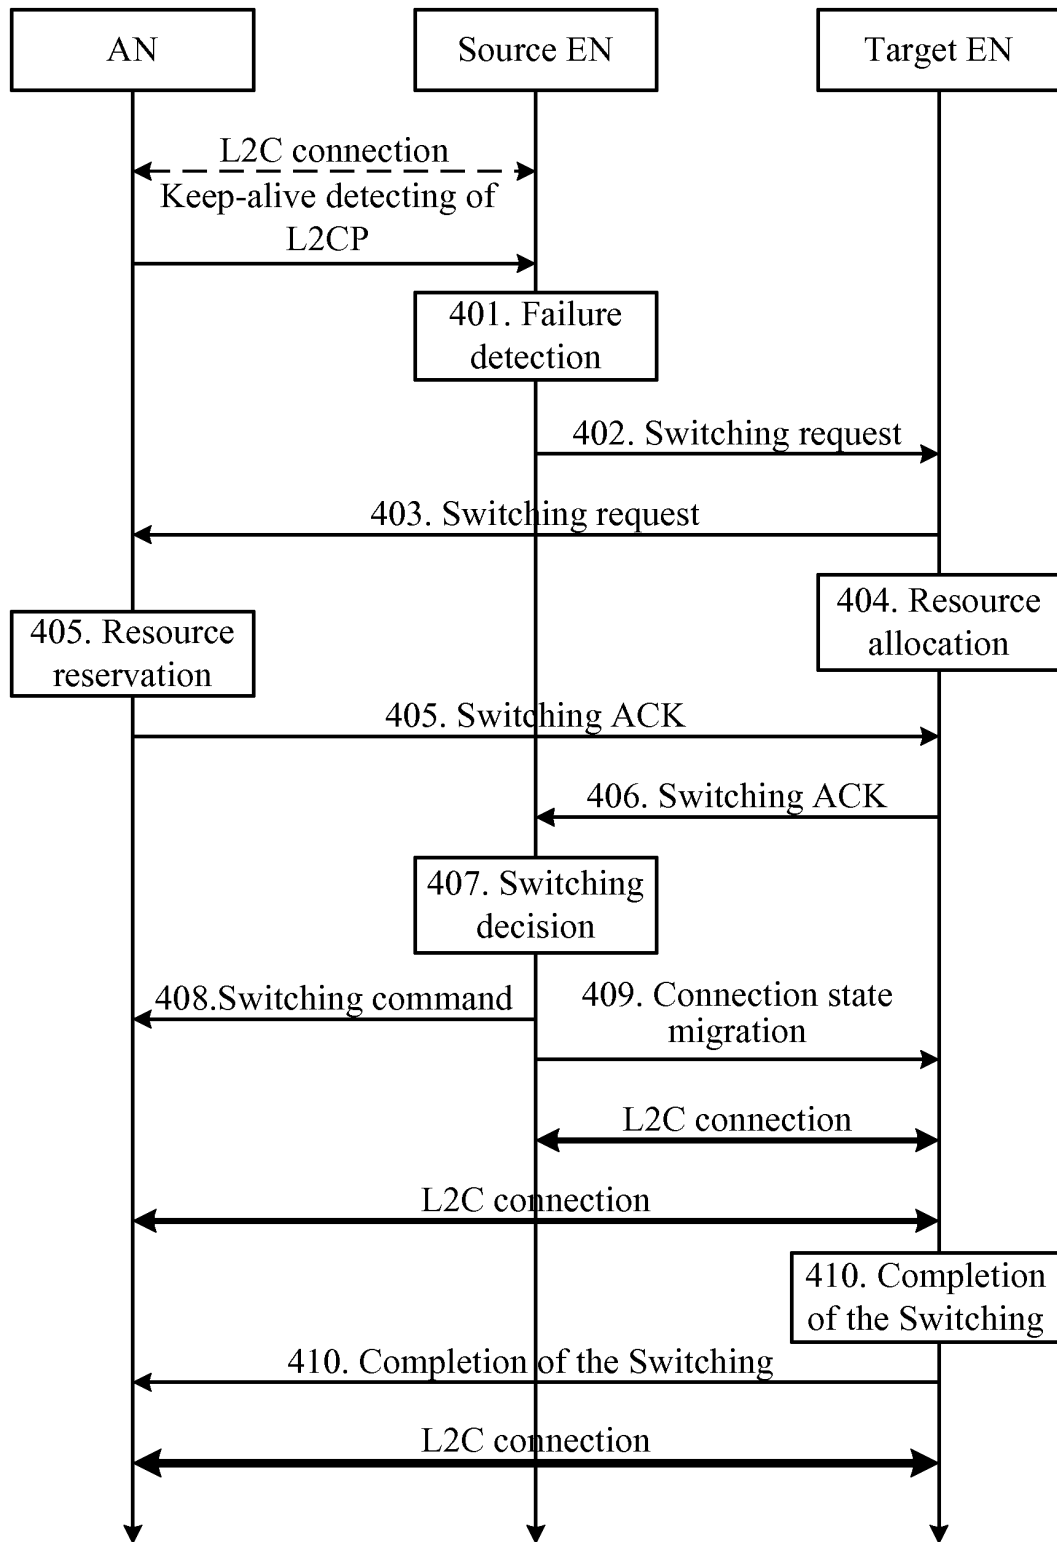 AN
Source EN
Target EN
L2C connection
Keep-alive detecting of
L2CP
401. Failure
detection
402. Switching request
403. Switching request
404. Resource
allocation
405. Resource
reservation
405. Switching ACK
406. Switching ACK
407. Switching
decision
408.Switching command
409. Connection state
migration
L2C connection
L2C connection
410. Completion
of the Switching
410. Completion of the Switching
L2C connection